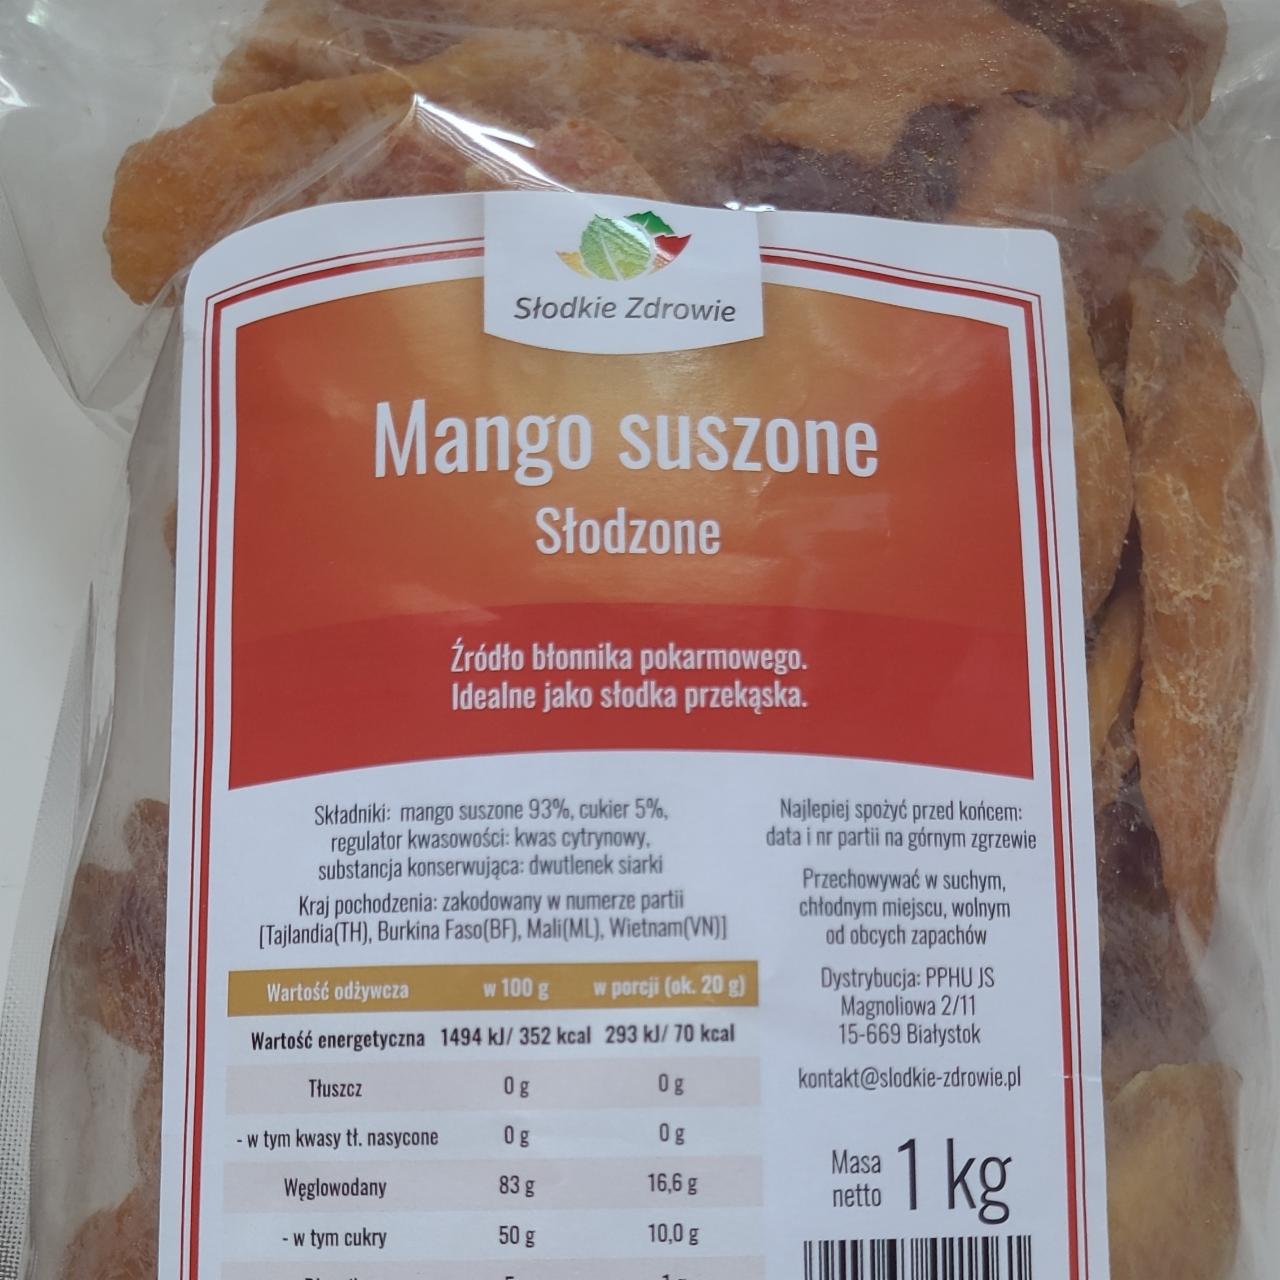 Słodkie Zdrowie
Mango suszone
Słodzone
Źródło błonnika pokarmowego.
Idealne jako słodka przekąska.
Składniki: mango suszone 93%, cukier 5%,
regulator kwasowości: kwas cytrynowy,
substancja konserwująca: dwutlenek siarki
Kraj pochodzenia: zakodowany w numerze partii
[Tajlandia(TH), Burkina Faso(BF), Mali(ML), Wietnam(VN)]
Wartość odżywcza w 100 g w porcji (ok. 20 g)
Wartość energetyczna 1494 kJ/ 352 kcal 293 kJ/ 70 kcal
Tłuszcz 0 g 0 g
- w tym kwasy tł. nasycone 0 g 0 g
Węglowodany 83 g 16,6 g
- w tym cukry 50 g 10,0 g
Najlepiej spożyć przed końcem:
data i nr partii na górnym zgrzewie
Przechowywać w suchym,
chłodnym miejscu, wolnym
od obcych zapachów
Dystrybucja: PPHU JS
Magnoliowa 2/11
15-669 Białystok
kontakt@slodkie-zdrowie.pl
Masa
netto 1 kg